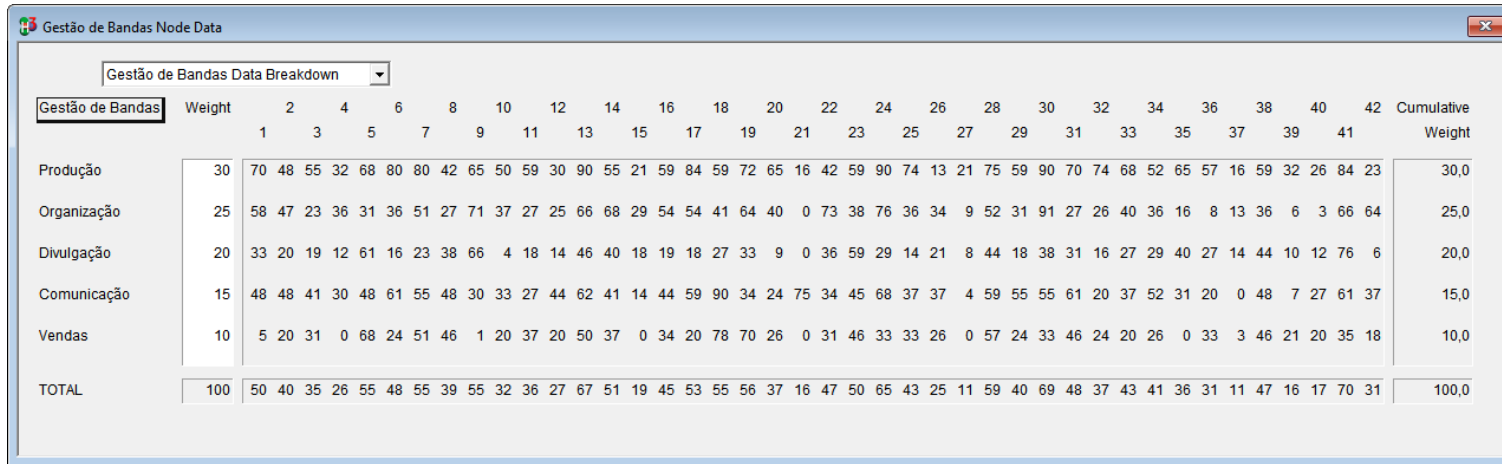 Gestão de Bandas Node Data
Gestão de Bandas Data Breakdown
Gestão de Bandas Weight 2 4 6 8 10 12 14 16 18 20 22 24 26 28 30 32 34 36 38 40 42 Cumulative
1 3 5 7 9 11 13 15 17 19 21 23 25 27 29 31 33 35 37 39 41 Weight
Produção 30 70 48 55 32 68 80 80 42 65 50 59 30 90 55 21 59 84 59 72 65 16 42 59 90 74 13 21 75 59 90 70 74 68 52 65 57 16 59 32 26 84 23 30,0
Organização 25 58 47 23 36 31 36 51 27 71 37 27 25 66 68 29 54 54 41 64 40 0 73 38 76 36 34 9 52 31 91 27 26 40 36 16 8 13 36 6 3 66 64 25,0
Divulgação 20 33 20 19 12 61 16 23 38 66 4 18 14 46 40 18 19 18 27 33 9 0 36 59 29 14 21 8 44 18 38 31 16 27 29 40 27 14 44 10 12 76 6 20,0
Comunicação 15 48 48 41 30 48 61 55 48 30 33 27 44 62 41 14 44 59 90 34 24 75 34 45 68 37 37 4 59 55 55 61 20 37 52 31 20 0 48 7 27 61 37 15,0
Vendas 10 5 20 31 0 68 24 51 46 1 20 37 20 50 37 0 34 20 78 70 26 0 31 46 33 33 26 0 57 24 33 46 24 20 26 0 33 3 46 21 20 35 18 10,0
TOTAL 100 50 40 35 26 55 48 55 39 55 32 36 27 67 51 19 45 53 55 56 37 16 47 50 65 43 25 11 59 40 69 48 37 43 41 36 31 11 47 16 17 70 31 100,0